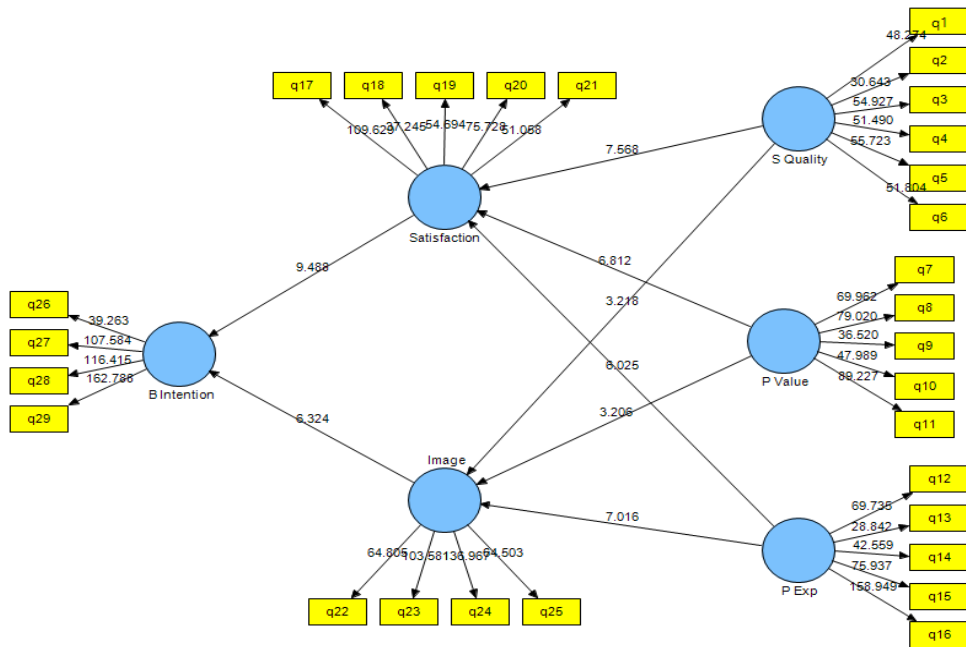 q1
48.274
q2
30.643
q3
54.927
q4
51.490
q5
55.723
q6
51.804
S Quality
q17
q18
q19
q20
q21
109.629
37.245
54.694
75.728
51.058
7.568
Satisfaction
9.488
6.812
3.218
6.025
q7
69.962
q8
79.020
q9
36.520
q10
47.989
q11
89.227
P Value
q26
39.263
q27
107.584
q28
116.415
q29
162.786
B Intention
6.324
3.206
Image
7.016
64.805
64.503
q22
q23
q24
q25
q12
69.735
q13
28.842
q14
42.559
q15
75.937
q16
158.949
P Exp